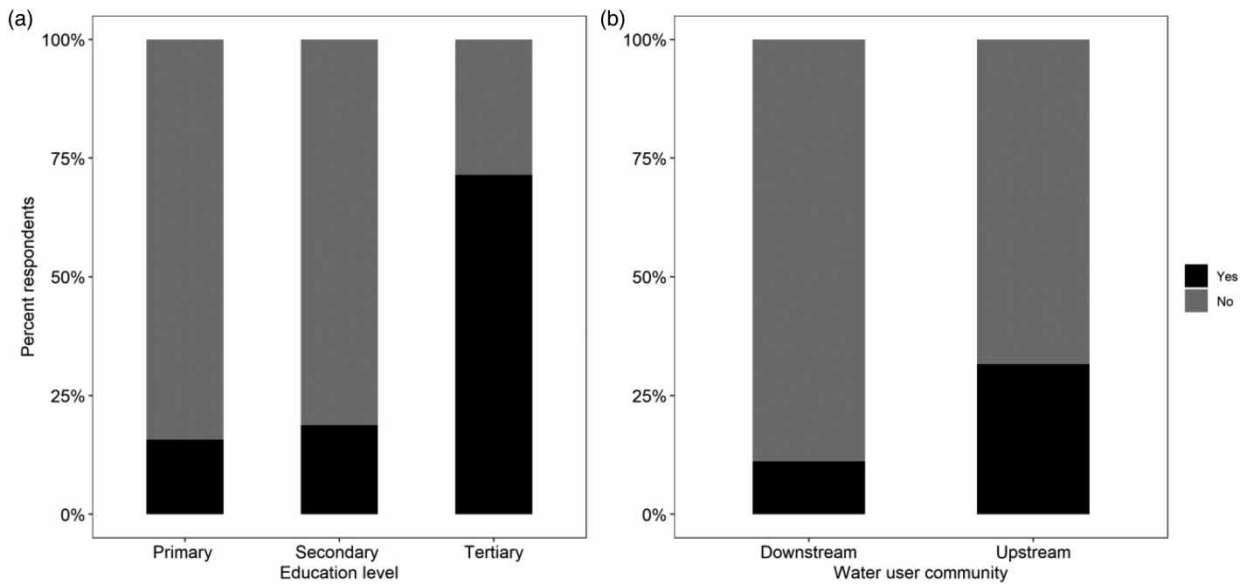 (a)
100%
75%
50%
25%
0%
Percent respondents
Primary Secondary Tertiary
Education level
(b)
100%
75%
50%
25%
0%
Downstream Upstream
Water user community
Yes
No